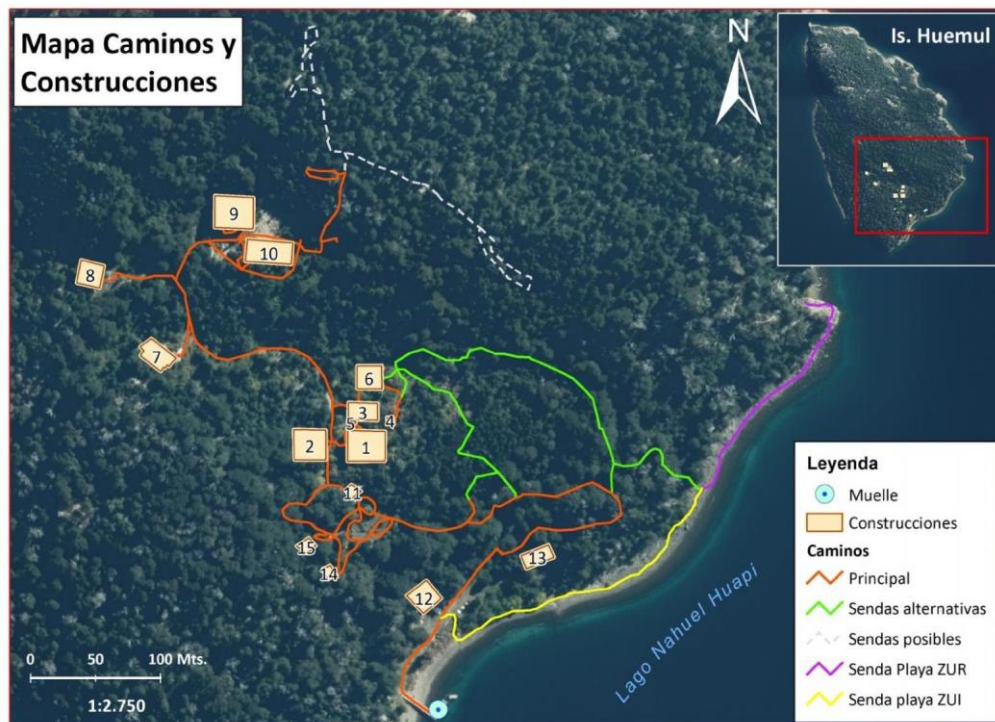 Mapa Caminos y
Construcciones
N
Is. Huemul
9
10
8
7
6
3
5
4
2
1
11
15
14
13
12
Lago Nahuel Huapi
0 50 100 Mts.
1:2.750
Leyenda
Muelle
Construcciones
Caminos
Principal
Sendas alternativas
Sendas posibles
Senda Playa ZUR
Senda playa ZUI